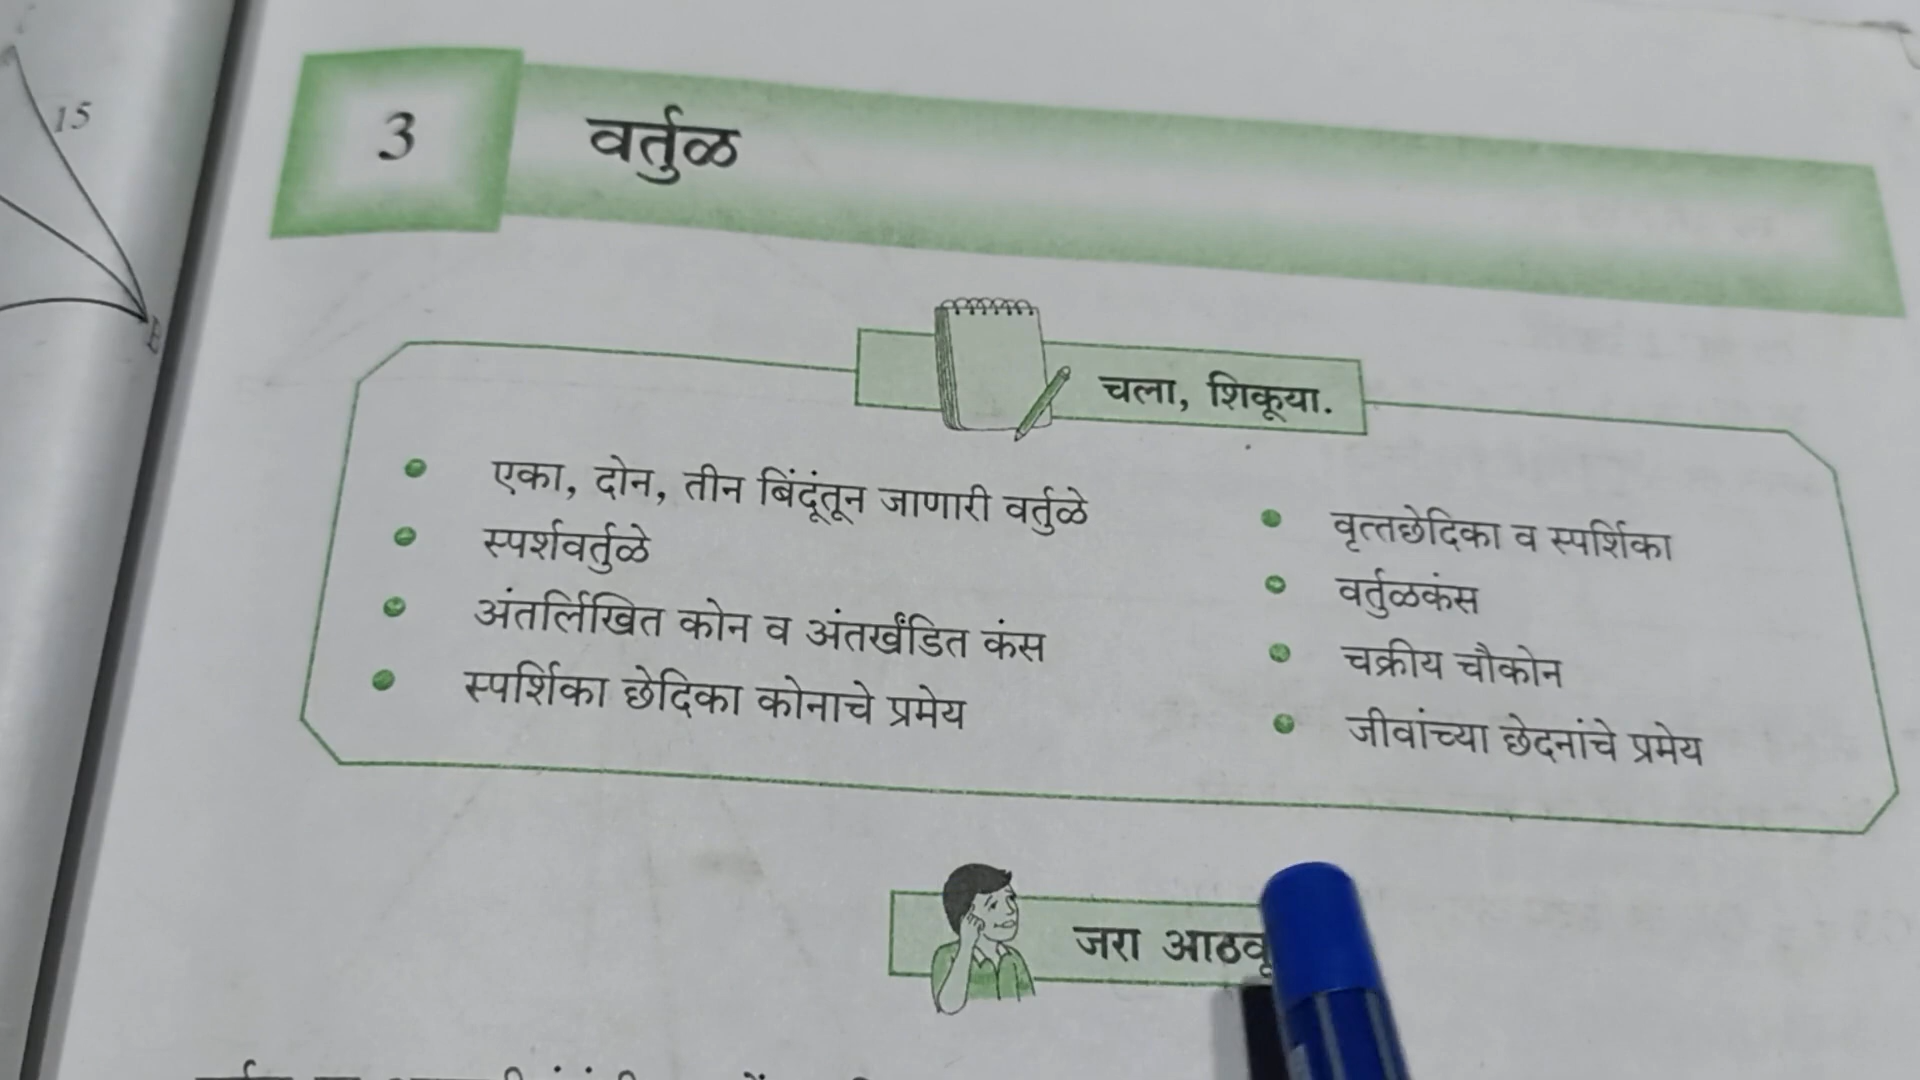 15
B
3 वर्तुळ
चला, शिकूया.
एका, दोन, तीन बिंदूंतून जाणारी वर्तुळे
स्पर्शवर्तुळे
अंतर्लिखित कोन व अंतर्खंडित कंस
स्पर्शिका छेदिका कोनाचे प्रमेय
वृत्तछेदिका व स्पर्शिका
वर्तुळकंस
चक्रीय चौकोन
जीवांच्या छेदनांचे प्रमेय
जरा